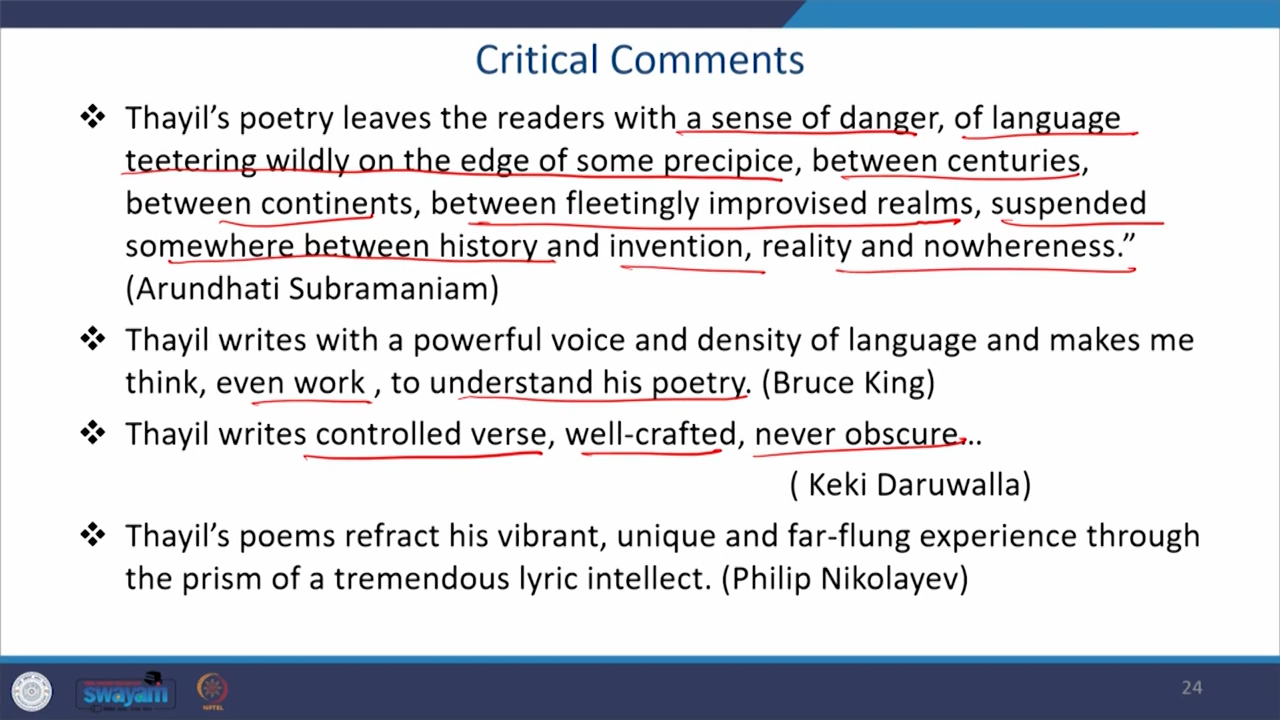 Critical Comments
❖ Thayil’s poetry leaves the readers with a sense of danger, of language
teetering wildly on the edge of some precipice, between centuries,
between continents, between fleetingly improvised realms, suspended
somewhere between history and invention, reality and nowhereness.”
(Arundhati Subramaniam)
❖ Thayil writes with a powerful voice and density of language and makes me
think, even work , to understand his poetry. (Bruce King)
❖ Thayil writes controlled verse, well-crafted, never obscure…
( Keki Daruwalla)
❖ Thayil’s poems refract his vibrant, unique and far-flung experience through
the prism of a tremendous lyric intellect. (Philip Nikolayev)
swayam
NPTEL
24